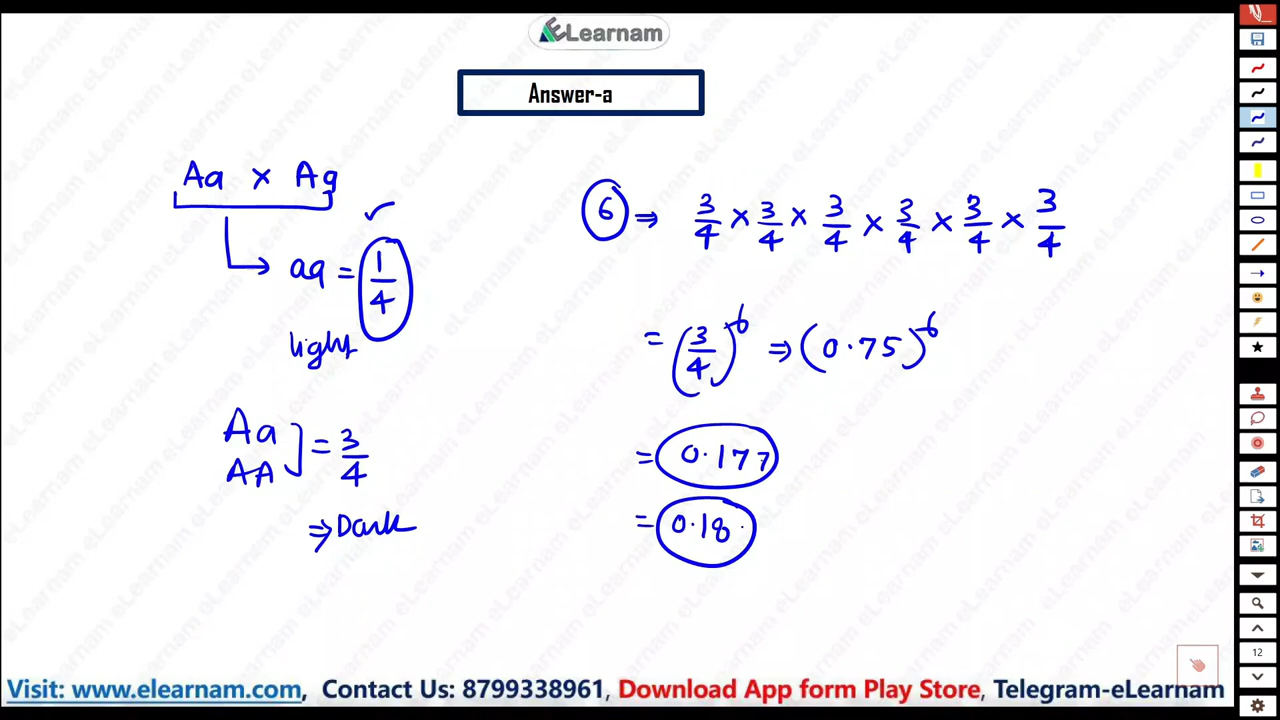 eLearnam
Answer-a
Aa × Aa
aa = 1/4
light
Aa
AA
= 3/4
⇒ Dark
6 ⇒ 3/4 × 3/4 × 3/4 × 3/4 × 3/4 × 3/4
= (3/4)^6 ⇒ (0.75)^6
= 0.177
= 0.18
12
Visit: www.elearnam.com, Contact Us: 8799338961, Download App form Play Store, Telegram-eLearnam